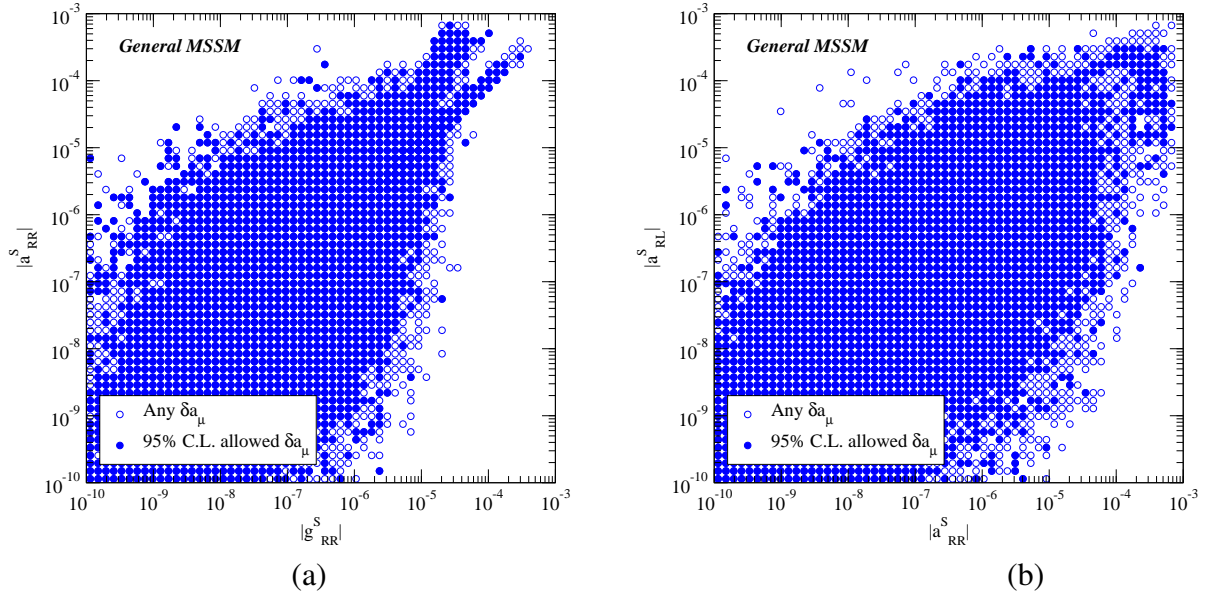 General MSSM
10^-3
10^-4
10^-5
10^-6
10^-7
10^-8
10^-9
10^-10
|a^S_RR|
Any δa_μ
95% C.L. allowed δa_μ
10^-10 10^-9 10^-8 10^-7 10^-6 10^-5 10^-4 10^-3
|g^S_RR|
(a)
General MSSM
10^-3
10^-4
10^-5
10^-6
10^-7
10^-8
10^-9
10^-10
|a^S_RL|
Any δa_μ
95% C.L. allowed δa_μ
10^-10 10^-9 10^-8 10^-7 10^-6 10^-5 10^-4 10^-3
|a^S_RR|
(b)